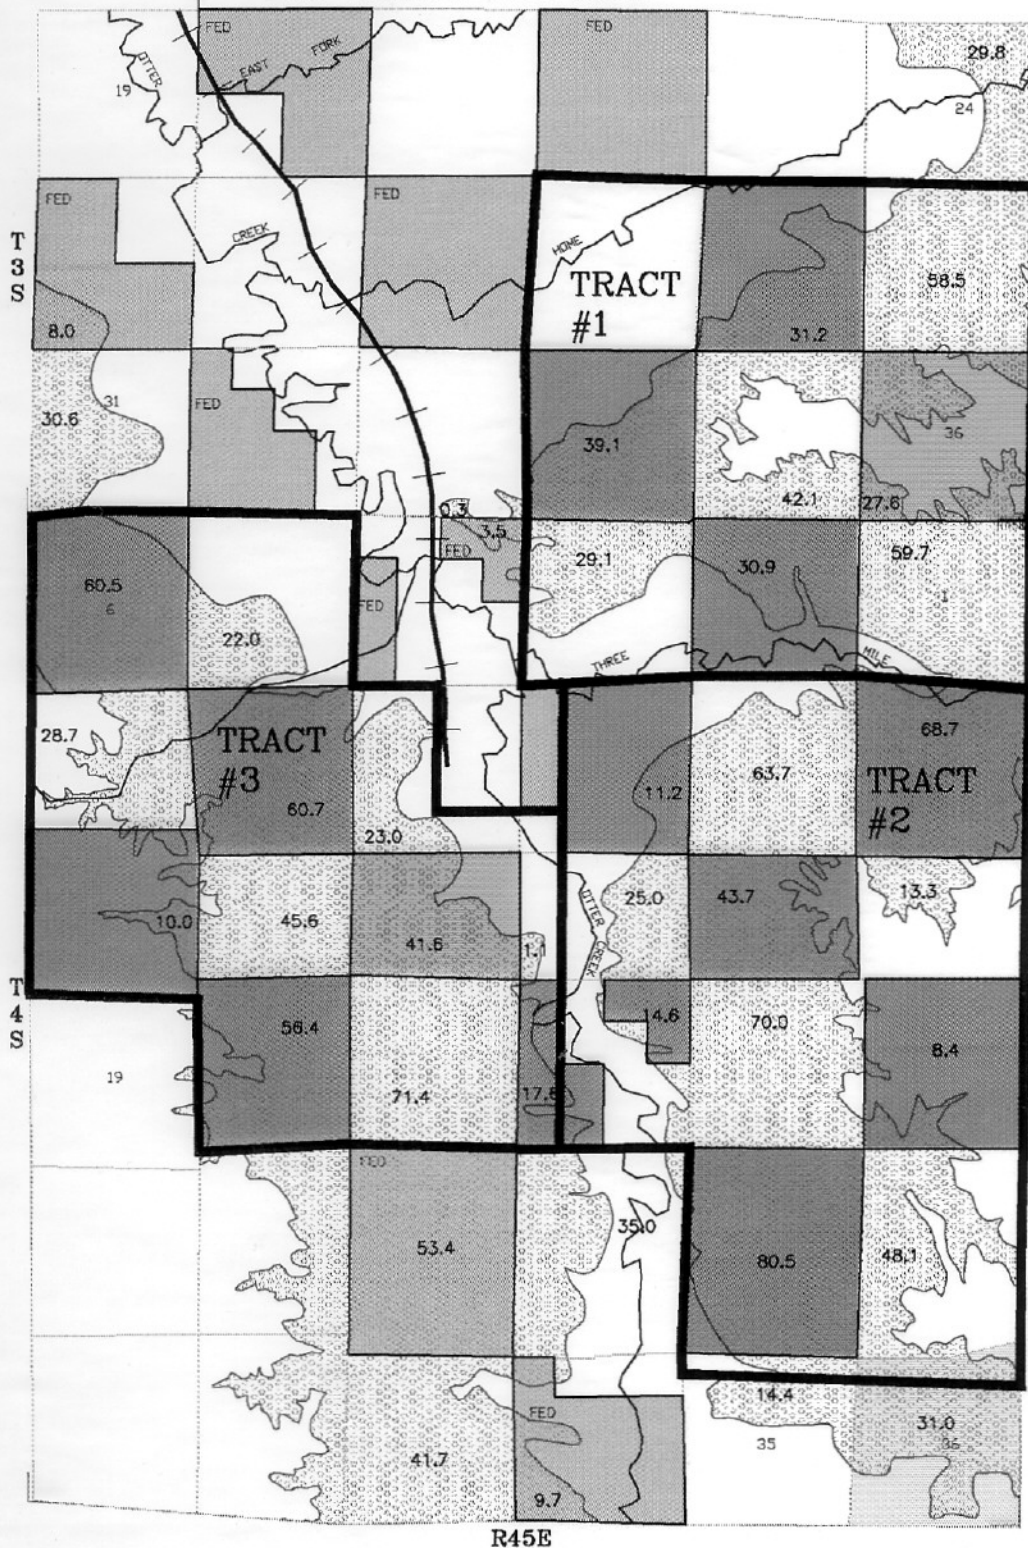 FED
FED
29.8
OTTER
EAST FORK
19
24
FED
FED
CREEK
HOME
T
3
S
TRACT
#1
58.5
8.0
31.2
30.6
31
FED
39.1
36
42.1
27.6
0.3
3.5
FED
29.1
30.9
59.7
1
60.5
6
FED
22.0
THREE
MILE
28.7
TRACT
#3
60.7
23.0
11.2
63.7
68.7
TRACT
#2
10.0
45.6
41.6
1.1
OTTER
CREEK
25.0
43.7
13.3
T
4
S
56.4
14.6
70.0
8.4
19
71.4
17.6
FED
53.4
35.0
80.5
48.1
14.4
31.0
FED
41.7
9.7
35
36
R45E